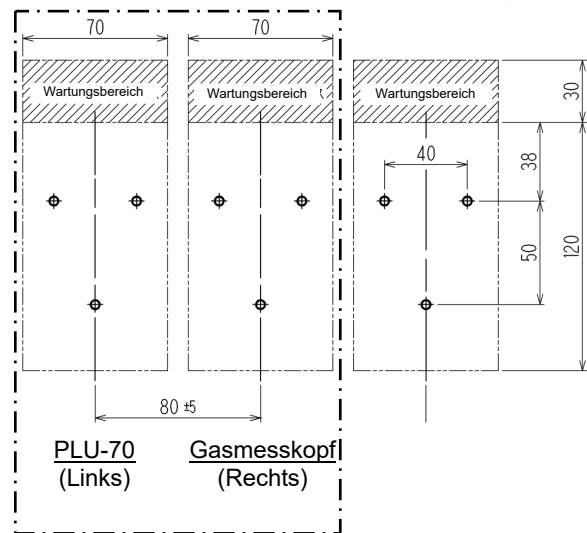 70 70
Wartungsbereich Wartungsbereich Wartungsbereich
30
40
38
50
120
80 ±5
PLU-70 Gasmesskopf
(Links) (Rechts)